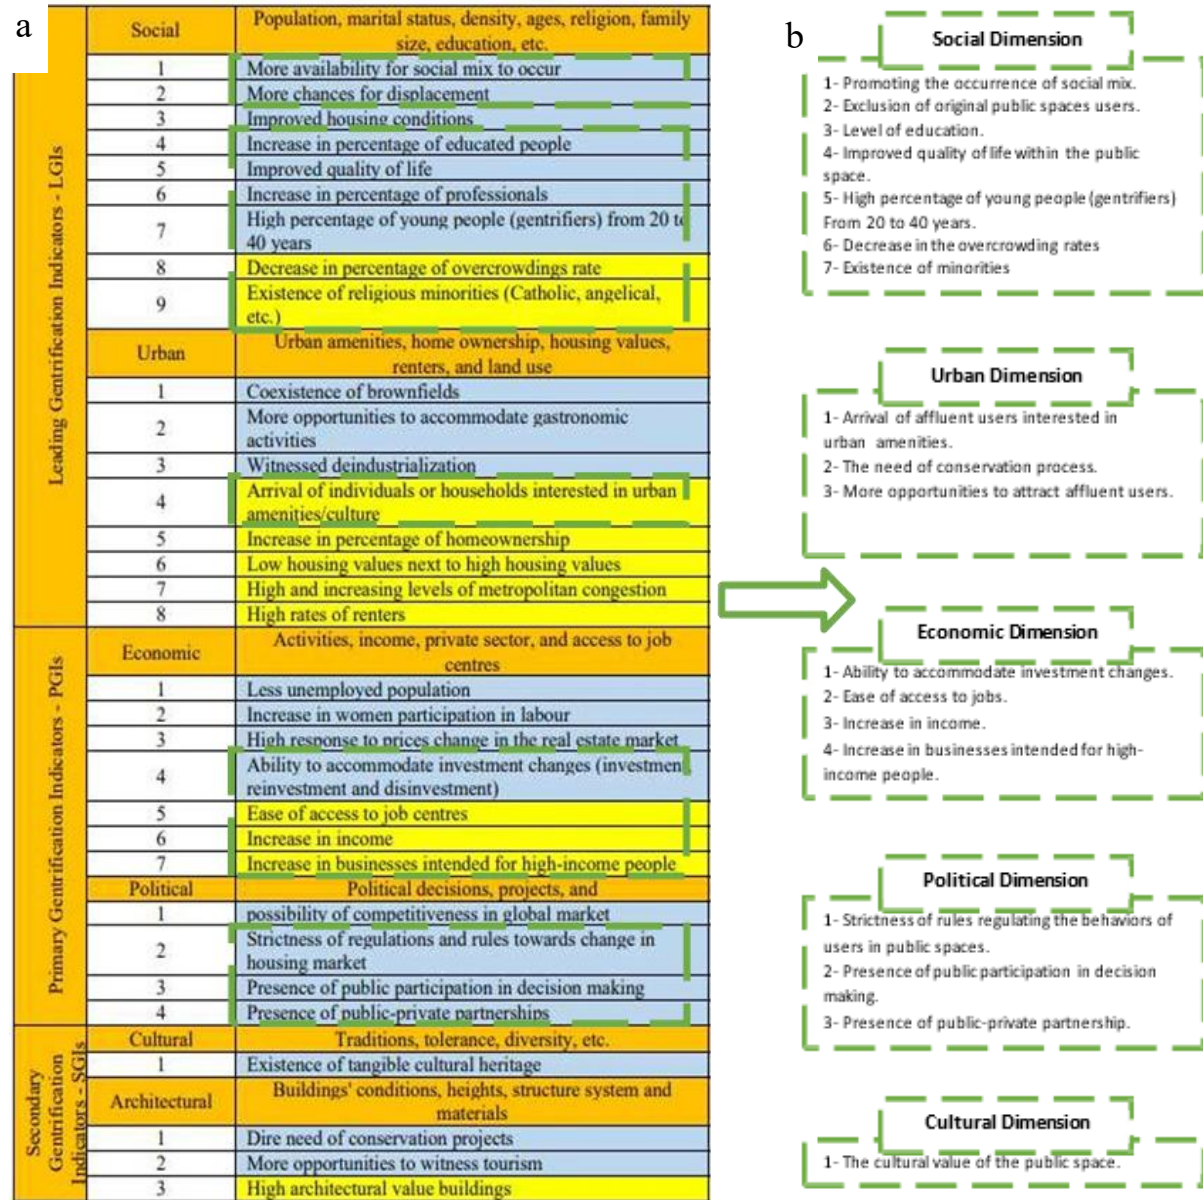 a
Leading Gentrification Indicators - LGIs
Social
Population, marital status, density, ages, religion, family
size, education, etc.
1 More availability for social mix to occur
2 More chances for displacement
3 Improved housing conditions
4 Increase in percentage of educated people
5 Improved quality of life
6 Increase in percentage of professionals
7 High percentage of young people (gentrifiers) from 20 to
40 years
8 Decrease in percentage of overcrowdings rate
9 Existence of religious minorities (Catholic, angelical,
etc.)
Urban
Urban amenities, home ownership, housing values,
renters, and land use
1 Coexistence of brownfields
2 More opportunities to accommodate gastronomic
activities
3 Witnessed deindustrialization
4 Arrival of individuals or households interested in urban
amenities/culture
5 Increase in percentage of homeownership
6 Low housing values next to high housing values
7 High and increasing levels of metropolitan congestion
8 High rates of renters
Primary Gentrification Indicators - PGIs
Economic
Activities, income, private sector, and access to job
centres
1 Less unemployed population
2 Increase in women participation in labour
3 High response to prices change in the real estate market
4 Ability to accommodate investment changes (investment,
reinvestment and disinvestment)
5 Ease of access to job centres
6 Increase in income
7 Increase in businesses intended for high-income people
Political
Political decisions, projects, and
1 possibility of competitiveness in global market
2 Strictness of regulations and rules towards change in
housing market
3 Presence of public participation in decision making
4 Presence of public-private partnerships
Secondary
Gentrification
Indicators - SGIs
Cultural
Traditions, tolerance, diversity, etc.
1 Existence of tangible cultural heritage
Architectural
Buildings' conditions, heights, structure system and
materials
1 Dire need of conservation projects
2 More opportunities to witness tourism
3 High architectural value buildings
b
Social Dimension
1- Promoting the occurrence of social mix.
2- Exclusion of original public spaces users.
3- Level of education.
4- Improved quality of life within the public
space.
5- High percentage of young people (gentrifiers)
From 20 to 40 years.
6- Decrease in the overcrowding rates
7- Existence of minorities
Urban Dimension
1- Arrival of affluent users interested in
urban amenities.
2- The need of conservation process.
3- More opportunities to attract affluent users.
Economic Dimension
1- Ability to accommodate investment changes.
2- Ease of access to jobs.
3- Increase in income.
4- Increase in businesses intended for high-
income people.
Political Dimension
1- Strictness of rules regulating the behaviors of
users in public spaces.
2- Presence of public participation in decision
making.
3- Presence of public-private partnership.
Cultural Dimension
1- The cultural value of the public space.